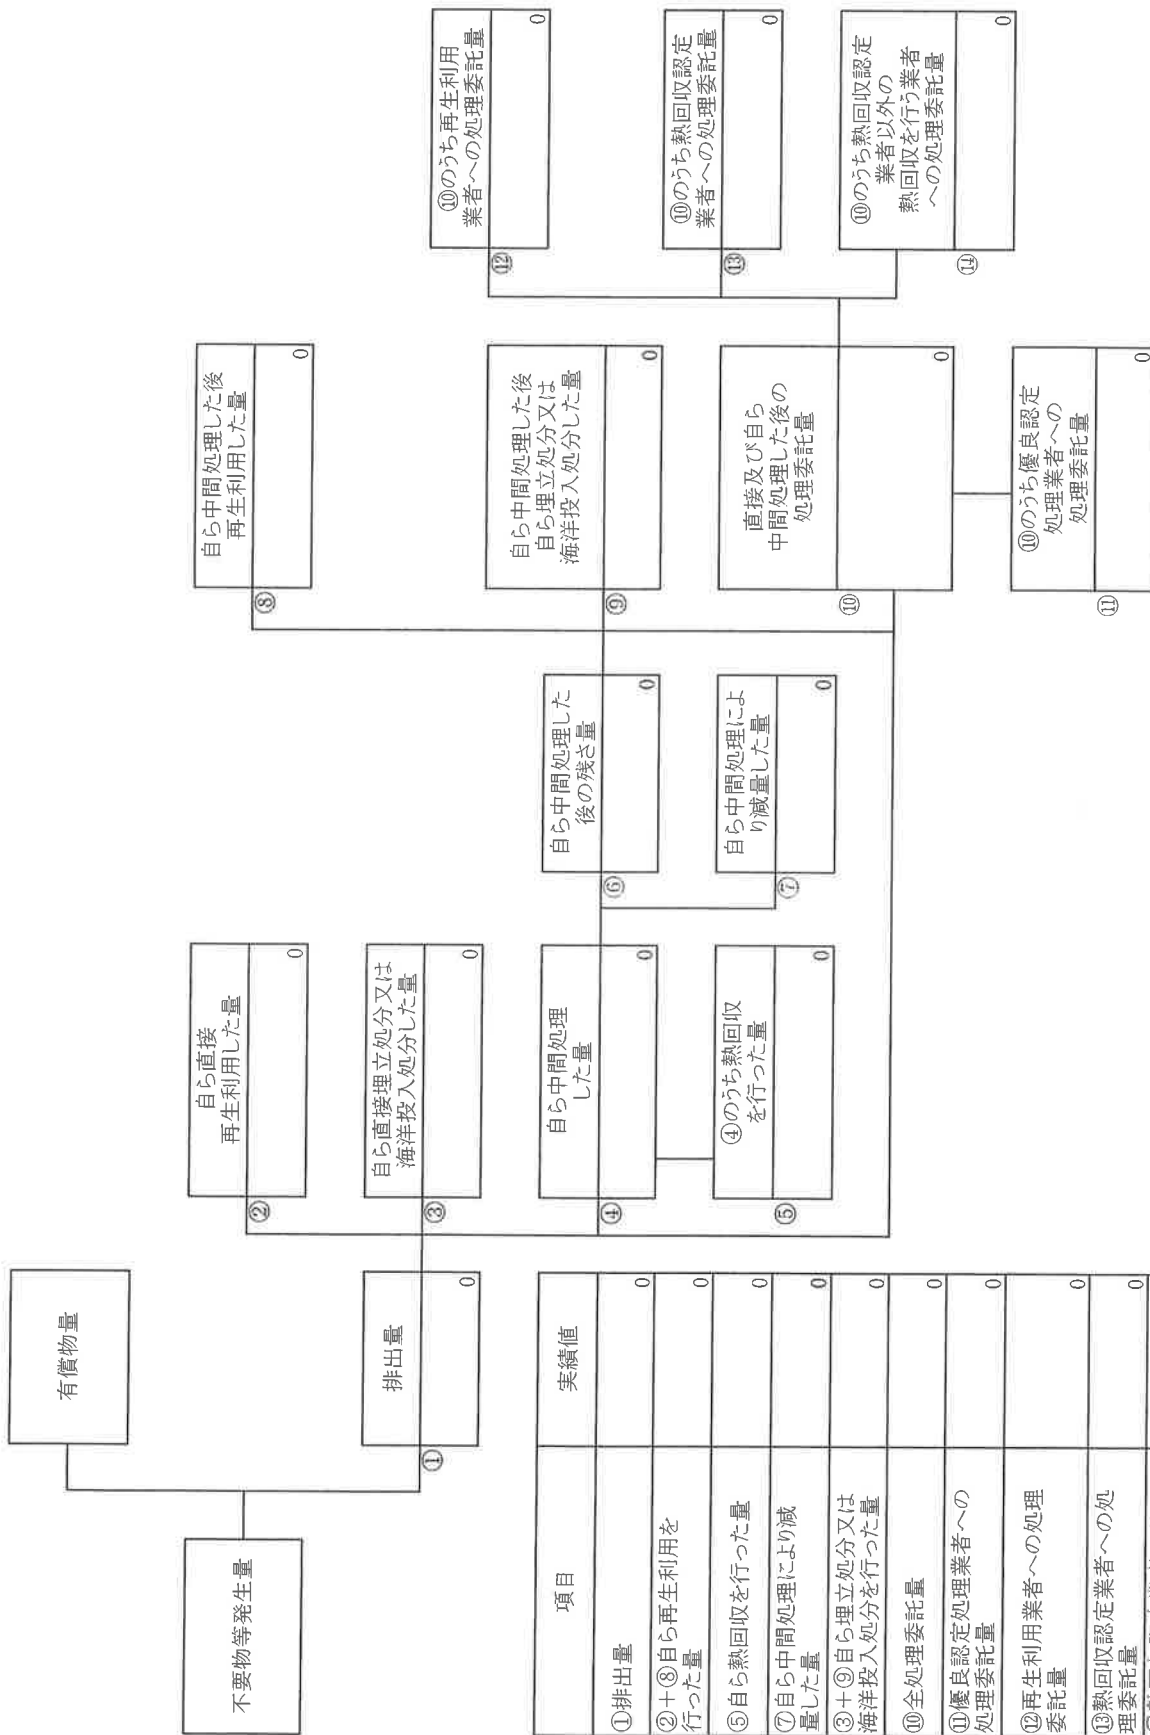 不要物等発生量
有償物量
①
排出量
0
②
自ら直接
再生利用した量
0
③
自ら直接埋立処分又は
海洋投入処分した量
0
④
自ら中間処理
した量
0
⑤
④のうち熱回収
を行った量
0
⑥
自ら中間処理した
後の残さ量
0
⑦
自ら中間処理によ
り減量した量
0
⑧
自ら中間処理した後
再生利用した量
0
⑨
自ら中間処理した後
自ら埋立処分又は
海洋投入処分した量
0
⑩
直接及び自ら
中間処理した後の
処理委託量
0
⑪
⑩のうち優良認定
処理業者への
処理委託量
0
⑫
⑩のうち再生利用
業者への処理委託量
0
⑬
⑩のうち熱回収認定
業者への処理委託量
0
⑭
⑩のうち熱回収認定
業者以外の
熱回収を行う業者
への処理委託量
0
項目 実績値
①排出量 0
②+⑧自ら再生利用を
行った量 0
⑤自ら熱回収を行った量 0
⑦自ら中間処理により減
量した量 0
③+⑨自ら埋立処分又は
海洋投入処分を行った量 0
⑩全処理委託量 0
⑪優良認定処理業者への
処理委託量 0
⑫再生利用業者への処理
委託量 0
⑬熱回収認定業者への処
理委託量 0